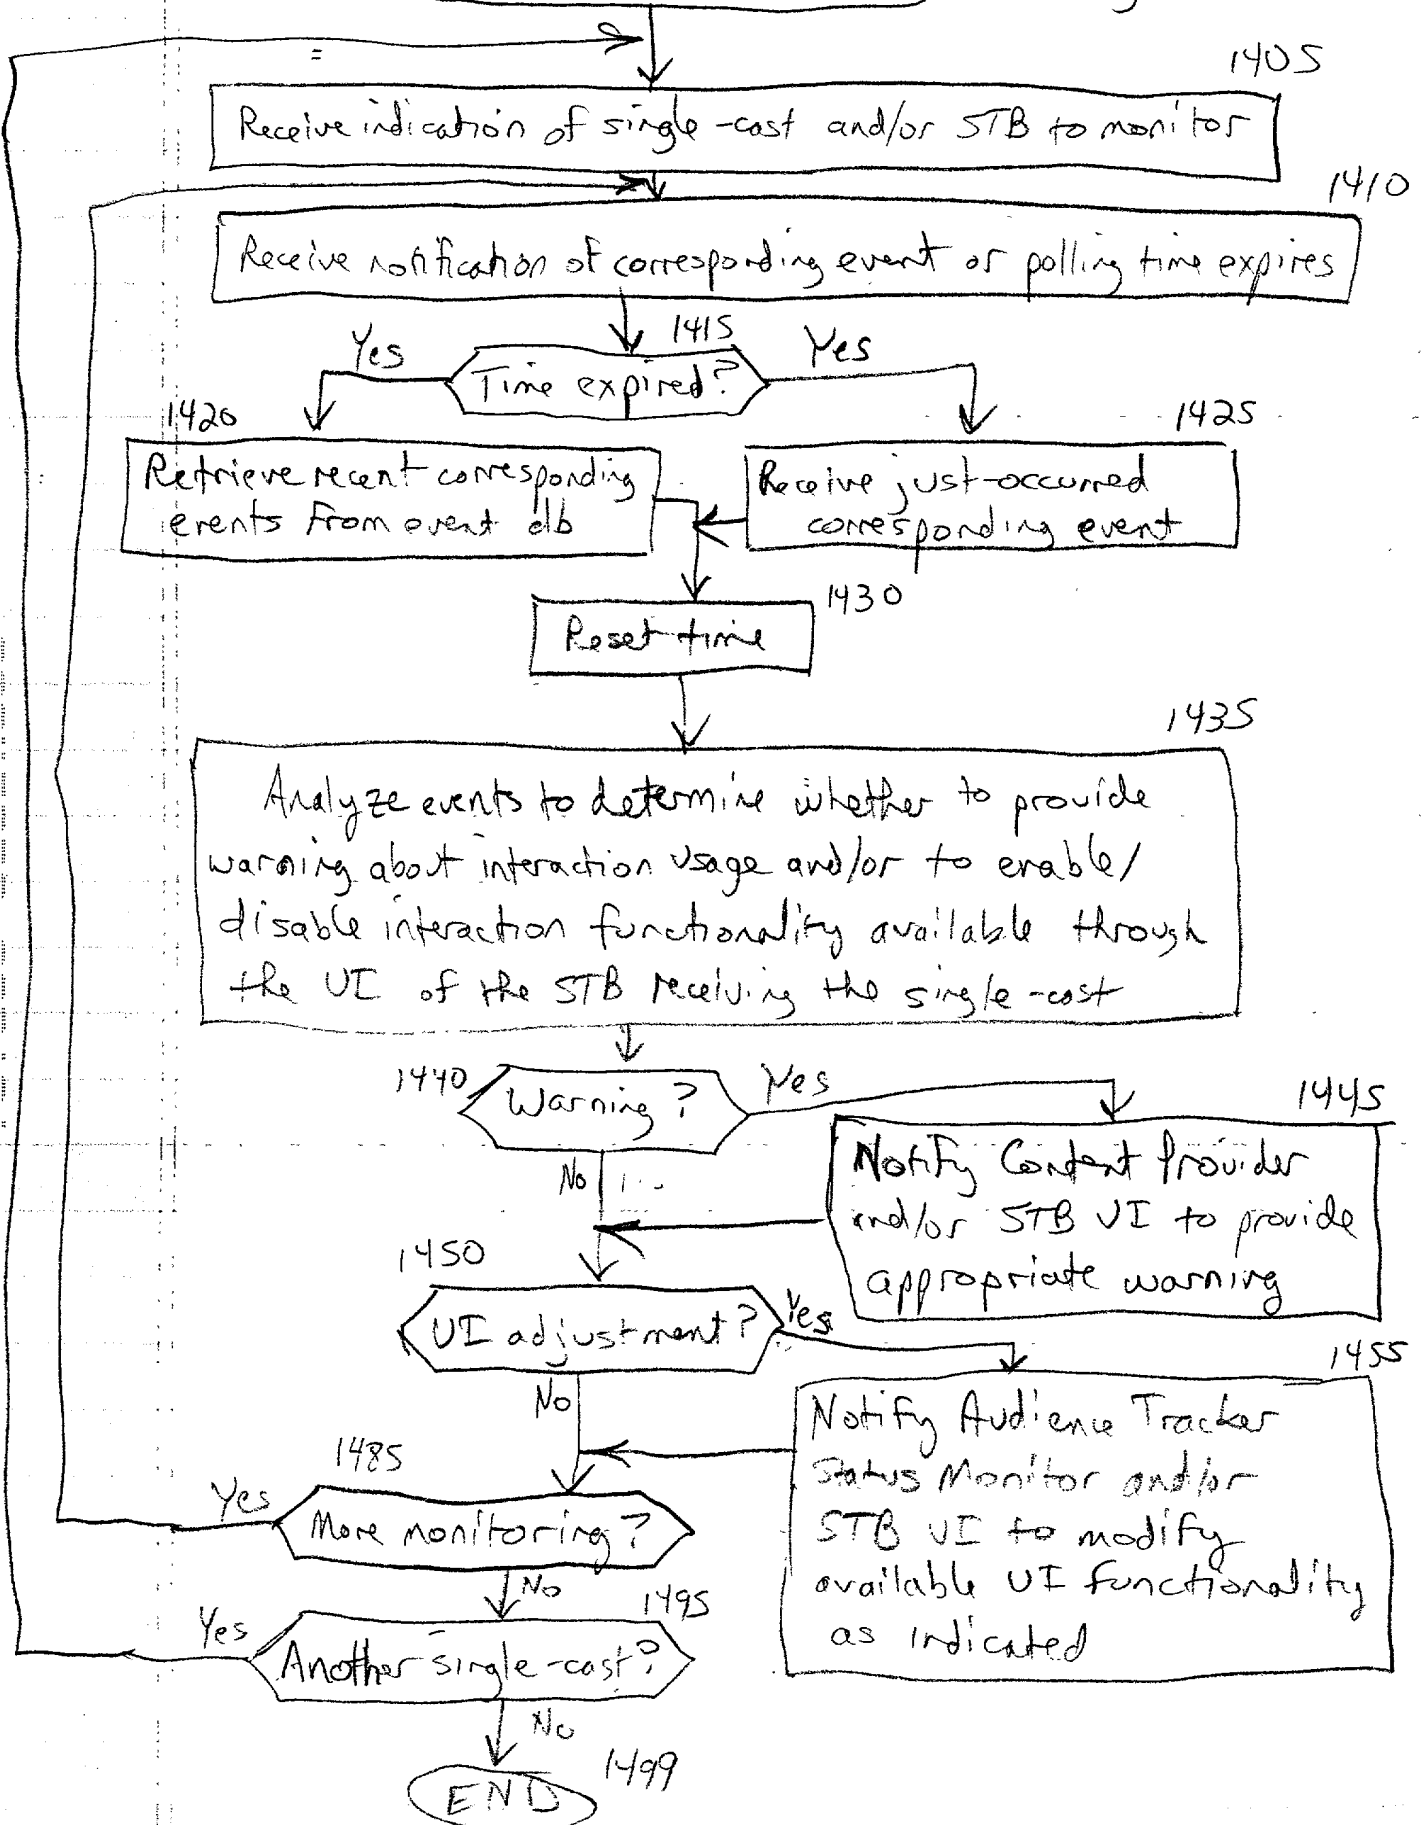 1405
Receive indication of single-cast and/or STB to monitor
1410
Receive notification of corresponding event or polling time expires
1415
Yes
Time expired?
Yes
1420
1425
Retrieve recent corresponding
events from event db
Receive just-occurred
corresponding event
1430
Reset time
1435
Analyze events to determine whether to provide
warning about interaction usage and/or to enable/
disable interaction functionality available through
the UI of the STB receiving the single-cast
1440
Warning?
Yes
1445
No
Notify Content Provider
and/or STB UI to provide
appropriate warning
1450
UI adjustment?
Yes
1455
No
Notify Audience Tracker
Status Monitor and/or
STB UI to modify
available UI functionality
as indicated
1485
Yes
More monitoring?
No
1495
Yes
Another single-cast?
No
1499
END